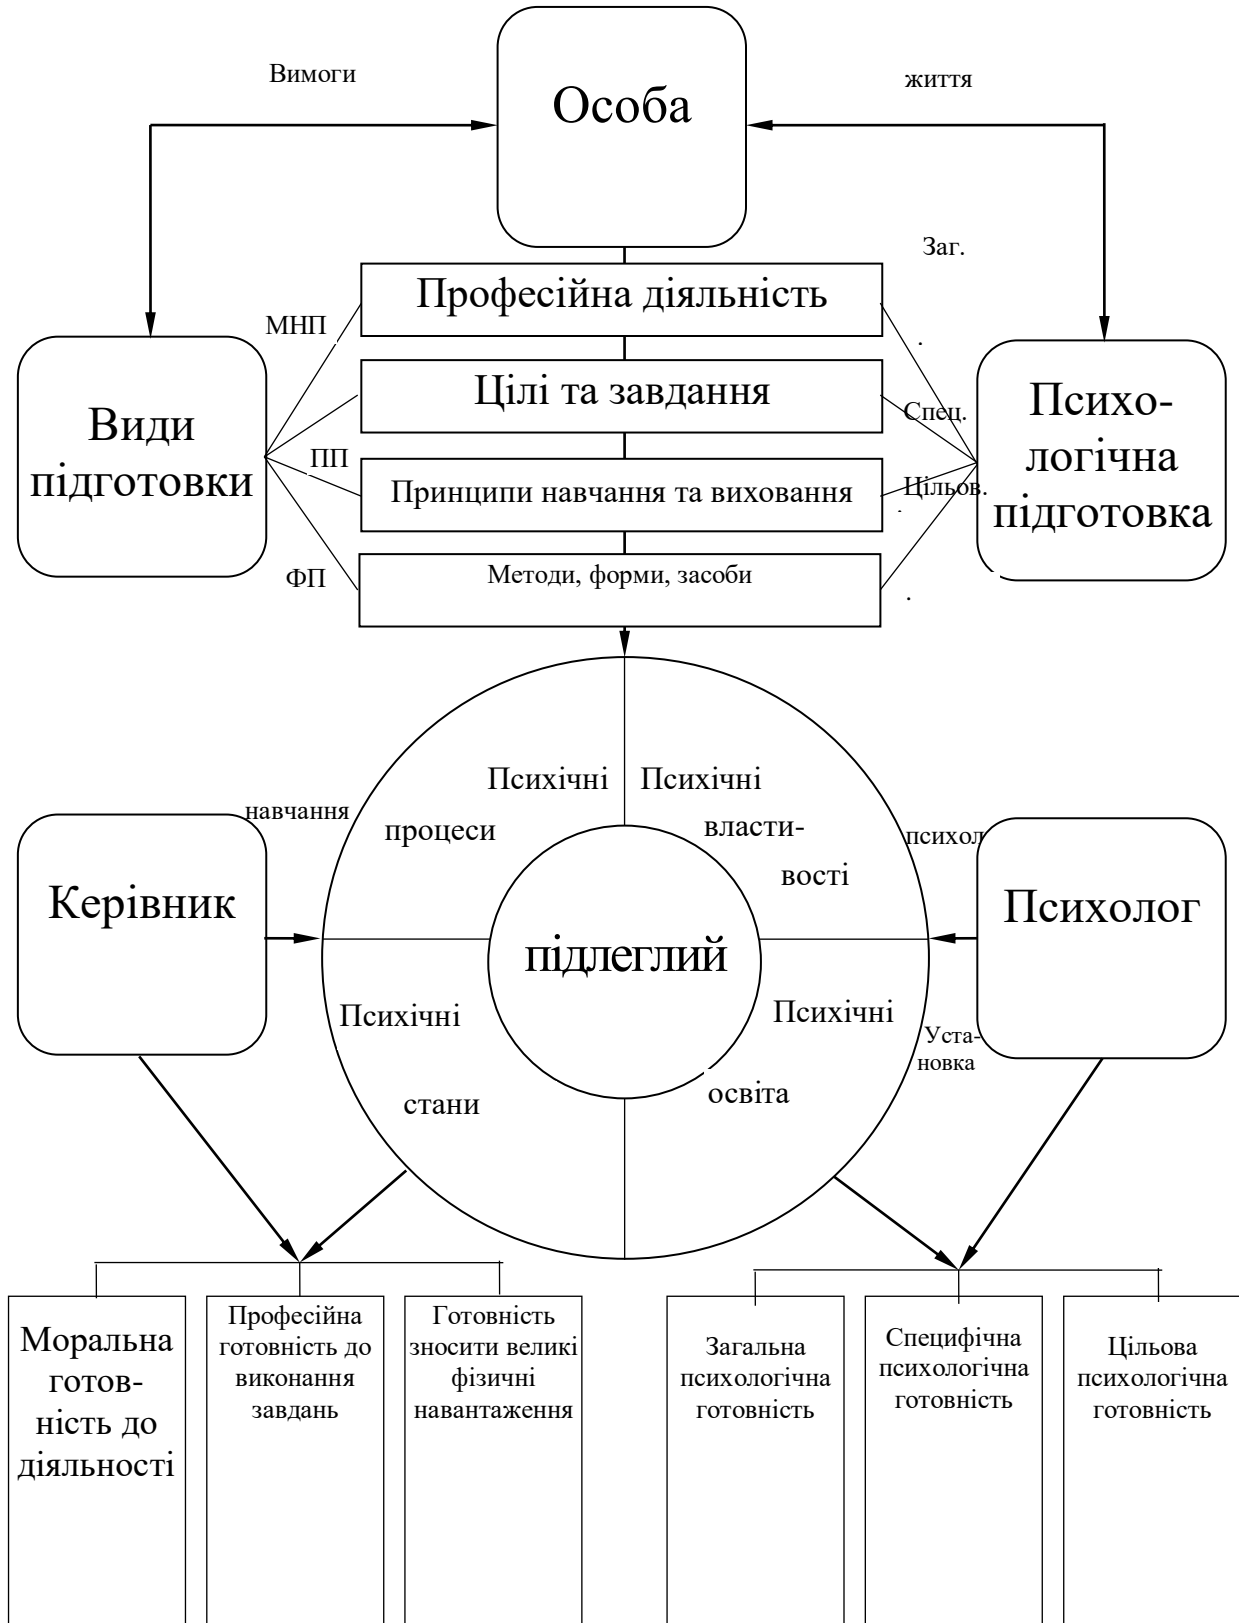 Вимоги
життя
Особа
Заг.
Професійна діяльність
МНП
.
Види
підготовки
Цілі та завдання
Спец.
Психо-
логічна
підготовка
ПП
Принципи навчання та виховання
Цільов.
.
ФП
Методи, форми, засоби
.
навчання
Керівник
Психічні
процеси
Психічні
власти-
вості
психол
Психолог
підлеглий
Психічні
стани
Психічні
освіта
Уста-
новка
Моральна
готов-
ність до
діяльності
Професійна
готовність до
виконання
завдань
Готовність
зносити великі
фізичні
навантаження
Загальна
психологічна
готовність
Специфічна
психологічна
готовність
Цільова
психологічна
готовність